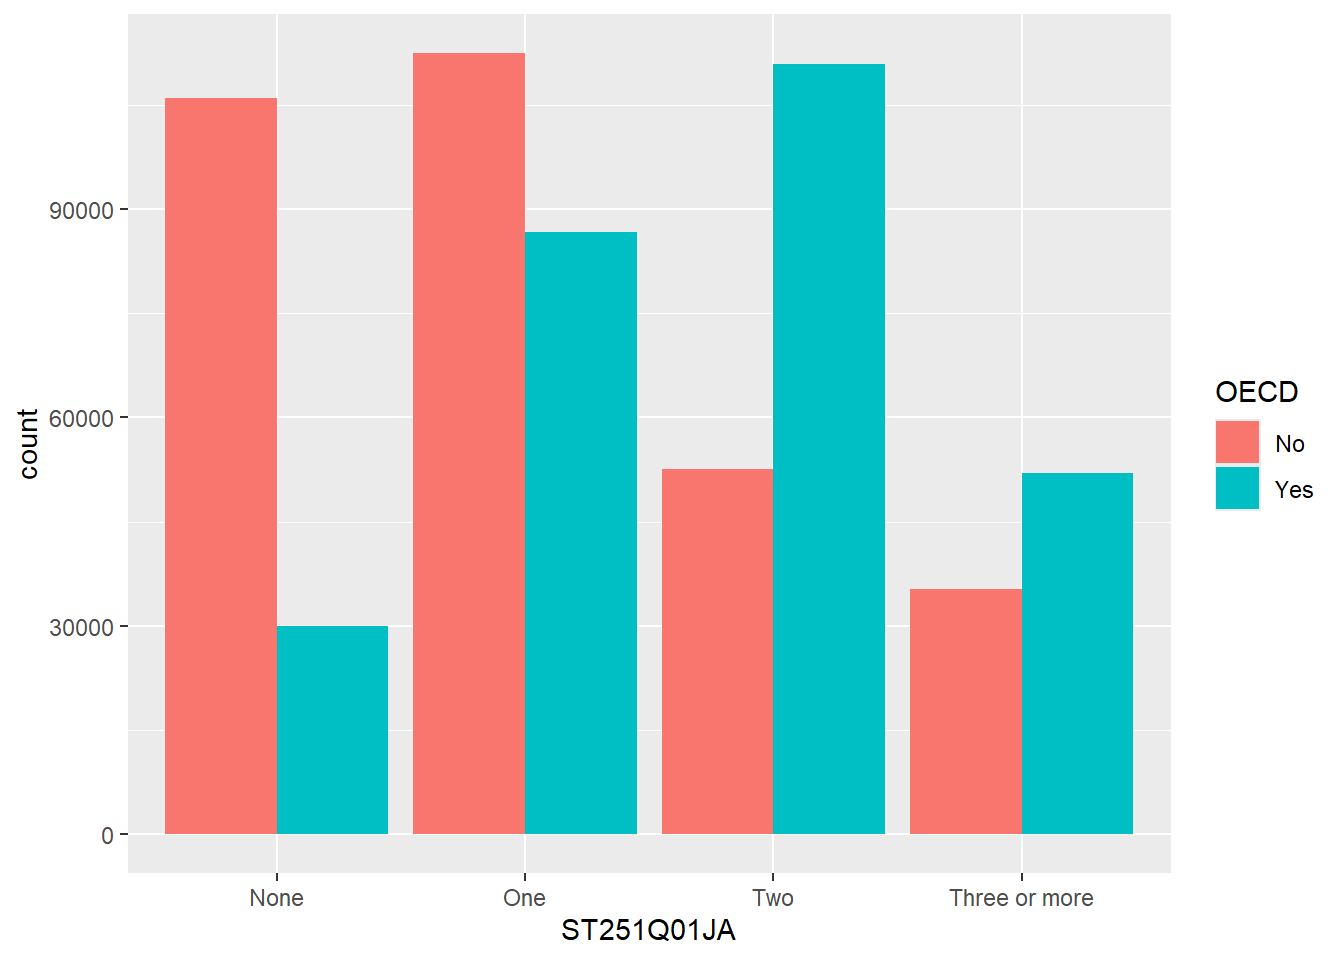 90000
60000
30000
0
count
None
One
Two
Three or more
ST251Q01JA
OECD
No
Yes